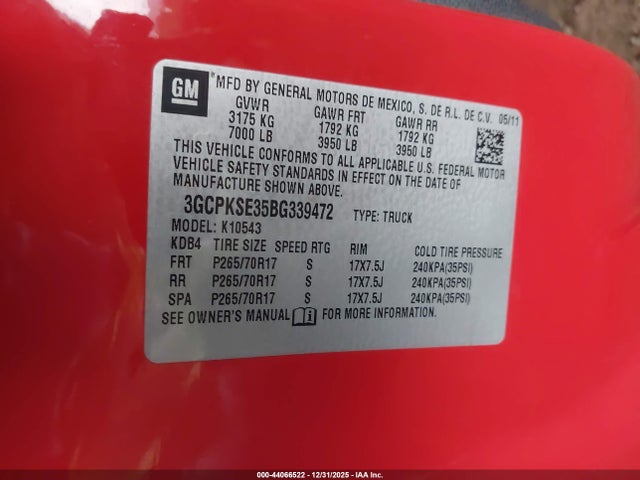 GM
*MFD BY GENERAL MOTORS DE MEXICO, S. DE R.L. DE C.V. 05/11
GVWR GAWR FRT GAWR RR
3175 KG 1792 KG 1792 KG
7000 LB 3950 LB 3950 LB
THIS VEHICLE CONFORMS TO ALL APPLICABLE U.S. FEDERAL MOTOR
VEHICLE SAFETY STANDARDS IN EFFECT ON THE DATE OF
MANUFACTURE SHOWN ABOVE.
3GCPKSE35BG339472 TYPE: TRUCK
MODEL: K10543
KDB4 TIRE SIZE SPEED RTG RIM COLD TIRE PRESSURE
FRT P265/70R17 S 17X7.5J 240KPA(35PSI)
RR P265/70R17 S 17X7.5J 240KPA(35PSI)
SPA P265/70R17 S 17X7.5J 240KPA(35PSI)
SEE OWNER'S MANUAL i FOR MORE INFORMATION.
000-44066522 - 12/31/2025 - IAA Inc.